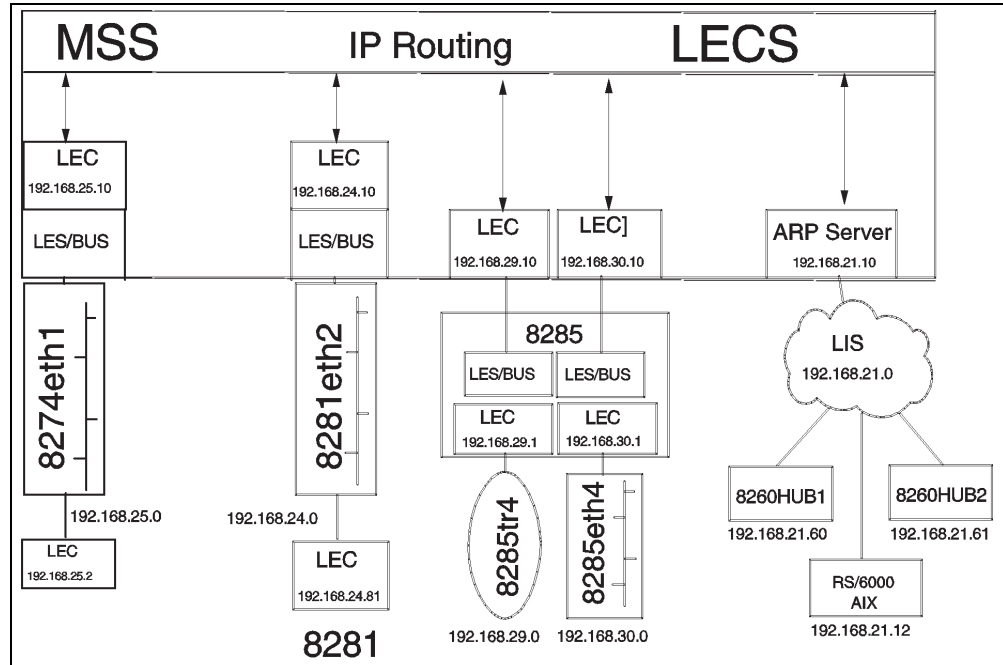 MSS IP Routing LECS
LEC
192.168.25.10
LES/BUS
LEC
192.168.24.10
LES/BUS
LEC
192.168.29.10
LEC]
192.168.30.10
ARP Server
192.168.21.10
8274eth1
192.168.25.0
LEC
192.168.25.2
8281eth2
192.168.24.0
LEC
192.168.24.81
8281
8285
LES/BUS
LES/BUS
LEC
192.168.29.1
LEC
192.168.30.1
8285tr4
192.168.29.0
8285eth4
192.168.30.0
LIS
192.168.21.0
8260HUB1
192.168.21.60
8260HUB2
192.168.21.61
RS/6000
AIX
192.168.21.12